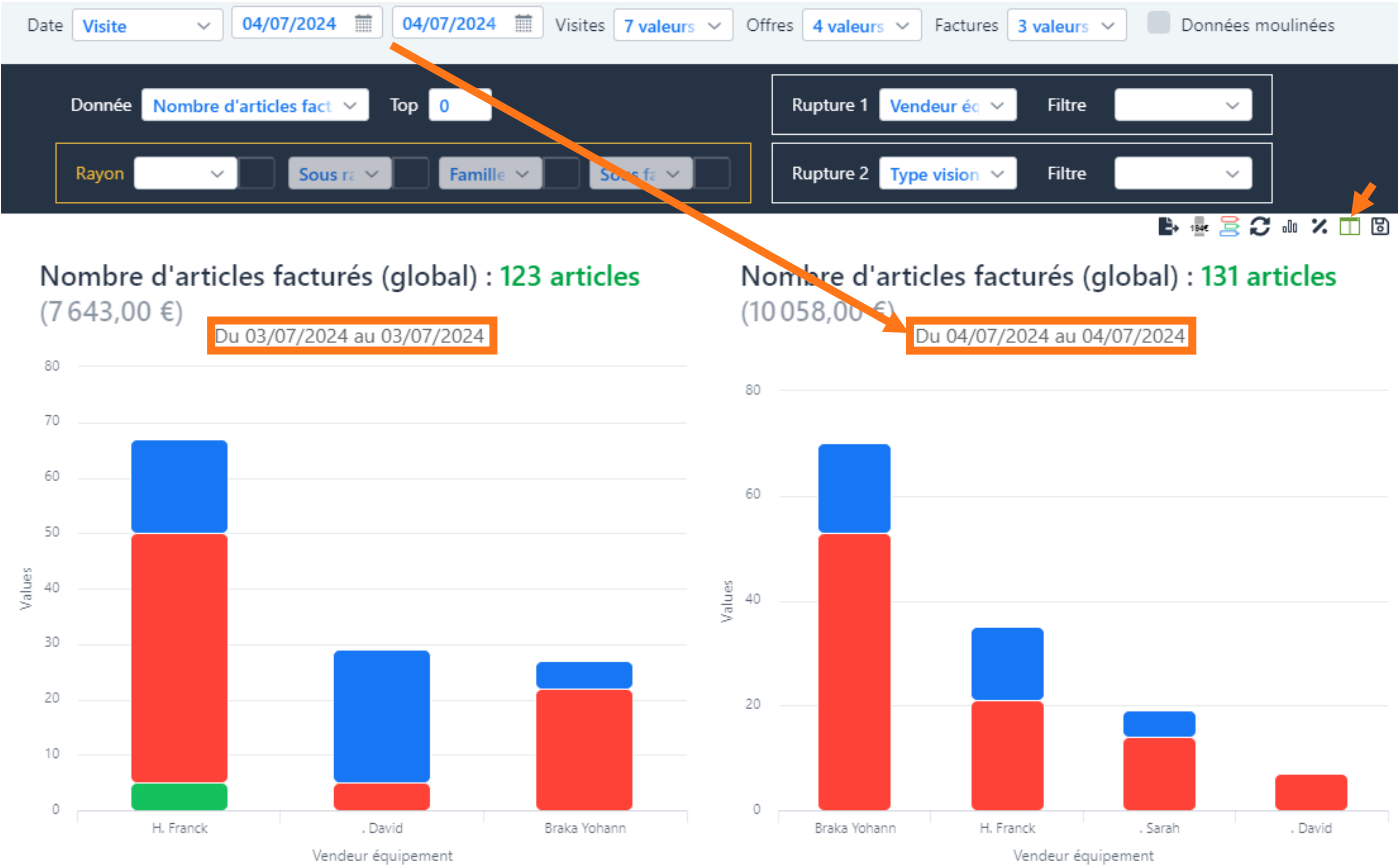 Date Visite 04/07/2024 04/07/2024 Visites 7 valeurs Offres 4 valeurs Factures 3 valeurs Données moulinées
Donnée Nombre d'articles fact Top 0 Rupture 1 Vendeur éq Filtre
Rayon Sous ra Famille Sous fa Rupture 2 Type vision Filtre
184€
Nombre d'articles facturés (global) : 123 articles
(7 643,00 €)
Du 03/07/2024 au 03/07/2024
80
70
60
50
40
30
20
10
0
Values
H. Franck . David Braka Yohann
Vendeur équipement
Nombre d'articles facturés (global) : 131 articles
(10 058,00 €)
Du 04/07/2024 au 04/07/2024
80
60
40
20
0
Values
Braka Yohann H. Franck . Sarah . David
Vendeur équipement